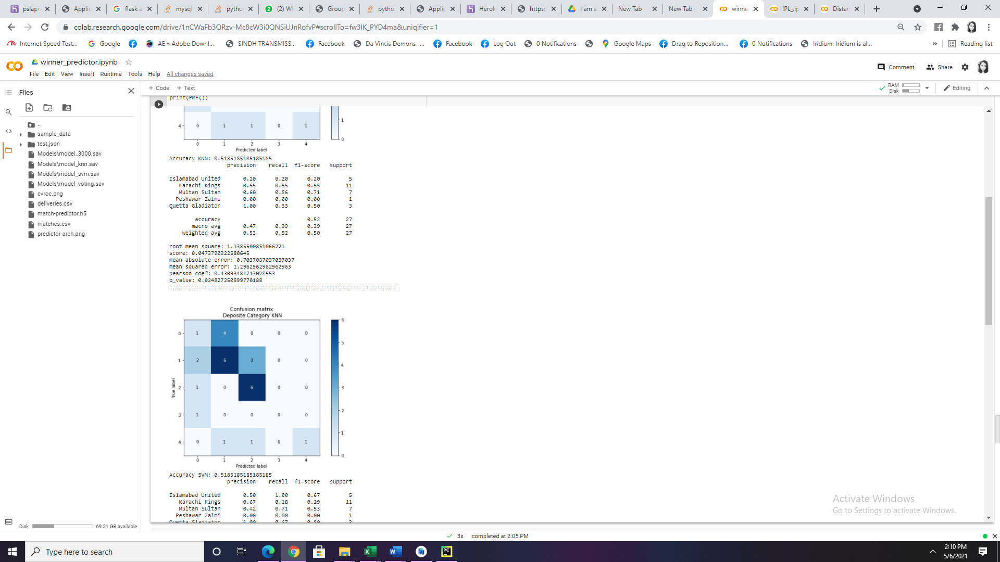 pslapi
Applic
flask a
mysql
python
(2) Wh
Group
python
Applic
Herok
https:/
I am sh
New Tab
New Tab
winne
IPL_.ip
Distan
colab.research.google.com/drive/1nCWaFb3QRzv-Mc8cW3i0QNSiUJnRofvP#scrollTo=fw3IK_PYD4ma&uniqifier=1
Internet Speed Test...
Google
AE » Adobe Downl...
SINDH TRANSMISS...
Facebook
Da Vincis Demons -...
Facebook
Log Out
0 Notifications
Google Maps
Drag to Reposition...
0 Notifications
Iridium: Iridium is al...
»
Reading list
winner_predictor.ipynb
File Edit View Insert Runtime Tools Help All changes saved
Comment
Share
Files
+ Code + Text
RAM
Disk
Editing
..
sample_data
test.json
Models\model_3000.sav
Models\model_knn.sav
Models\model_svm.sav
Models\model_voting.sav
cvroc.png
deliveries.csv
match-predictor.h5
matches.csv
predictor-arch.png
Disk 69.21 GB available
print(PMF())
1
4 0 1 1 0 1
0
0 1 2 3 4
Predicted label
Accuracy KNN: 0.5185185185185185
precision recall f1-score support
Islamabad United 0.20 0.20 0.20 5
Karachi Kings 0.55 0.55 0.55 11
Multan Sultan 0.60 0.86 0.71 7
Peshawar Zalmi 0.00 0.00 0.00 1
Quetta Gladiator 1.00 0.33 0.50 3
accuracy 0.52 27
macro avg 0.47 0.39 0.39 27
weighted avg 0.53 0.52 0.50 27
root mean square: 1.1385500851066221
score: 0.0473790322580645
mean absolute error: 0.7037037037037037
mean squared error: 1.2962962962962963
pearson_coef: 0.43093481713028553
p_value: 0.024827250899770188
======================================================================
Confusion matrix
Deposite Category KNN
6
0 1 4 0 0 0
5
1 2 6 3 0 0
4
True label
2 1 0 6 0 0
3
2
3 1 0 0 0 0
1
4 0 1 1 0 1
0
0 1 2 3 4
Predicted label
Accuracy SVM: 0.5185185185185185
precision recall f1-score support
Islamabad United 0.50 1.00 0.67 5
Karachi Kings 0.67 0.18 0.29 11
Multan Sultan 0.42 0.71 0.53 7
Peshawar Zalmi 0.00 0.00 0.00 1
Quetta Gladiator 1.00 0.67 0.80 3
Activate Windows
Go to Settings to activate Windows.
3s completed at 2:05 PM
Type here to search
2:10 PM
5/6/2021